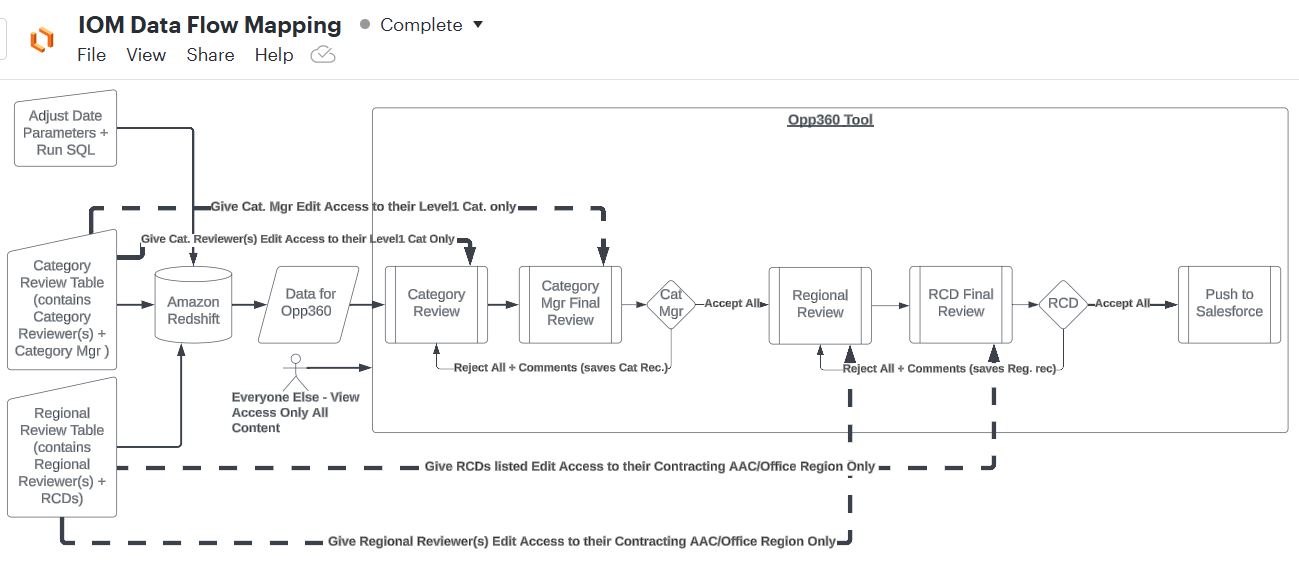 IOM Data Flow Mapping
Complete
File View Share Help
Adjust Date
Parameters +
Run SQL
Opp360 Tool
Give Cat. Mgr Edit Access to their Level1 Cat. only
Give Cat. Reviewer(s) Edit Access to their Level1 Cat Only
Category
Review Table
(contains
Category
Reviewer(s) +
Category Mgr )
Amazon
Redshift
Data for
Opp360
Category
Review
Category
Mgr Final
Review
Cat
Mgr
Accept All
Regional
Review
RCD Final
Review
RCD
Accept All
Push to
Salesforce
Reject All + Comments (saves Cat Rec.)
Reject All + Comments (saves Reg. rec)
Everyone Else - View
Access Only All
Content
Regional
Review Table
(contains
Regional
Reviewer(s) +
RCDs)
Give RCDs listed Edit Access to their Contracting AAC/Office Region Only
Give Regional Reviewer(s) Edit Access to their Contracting AAC/Office Region Only